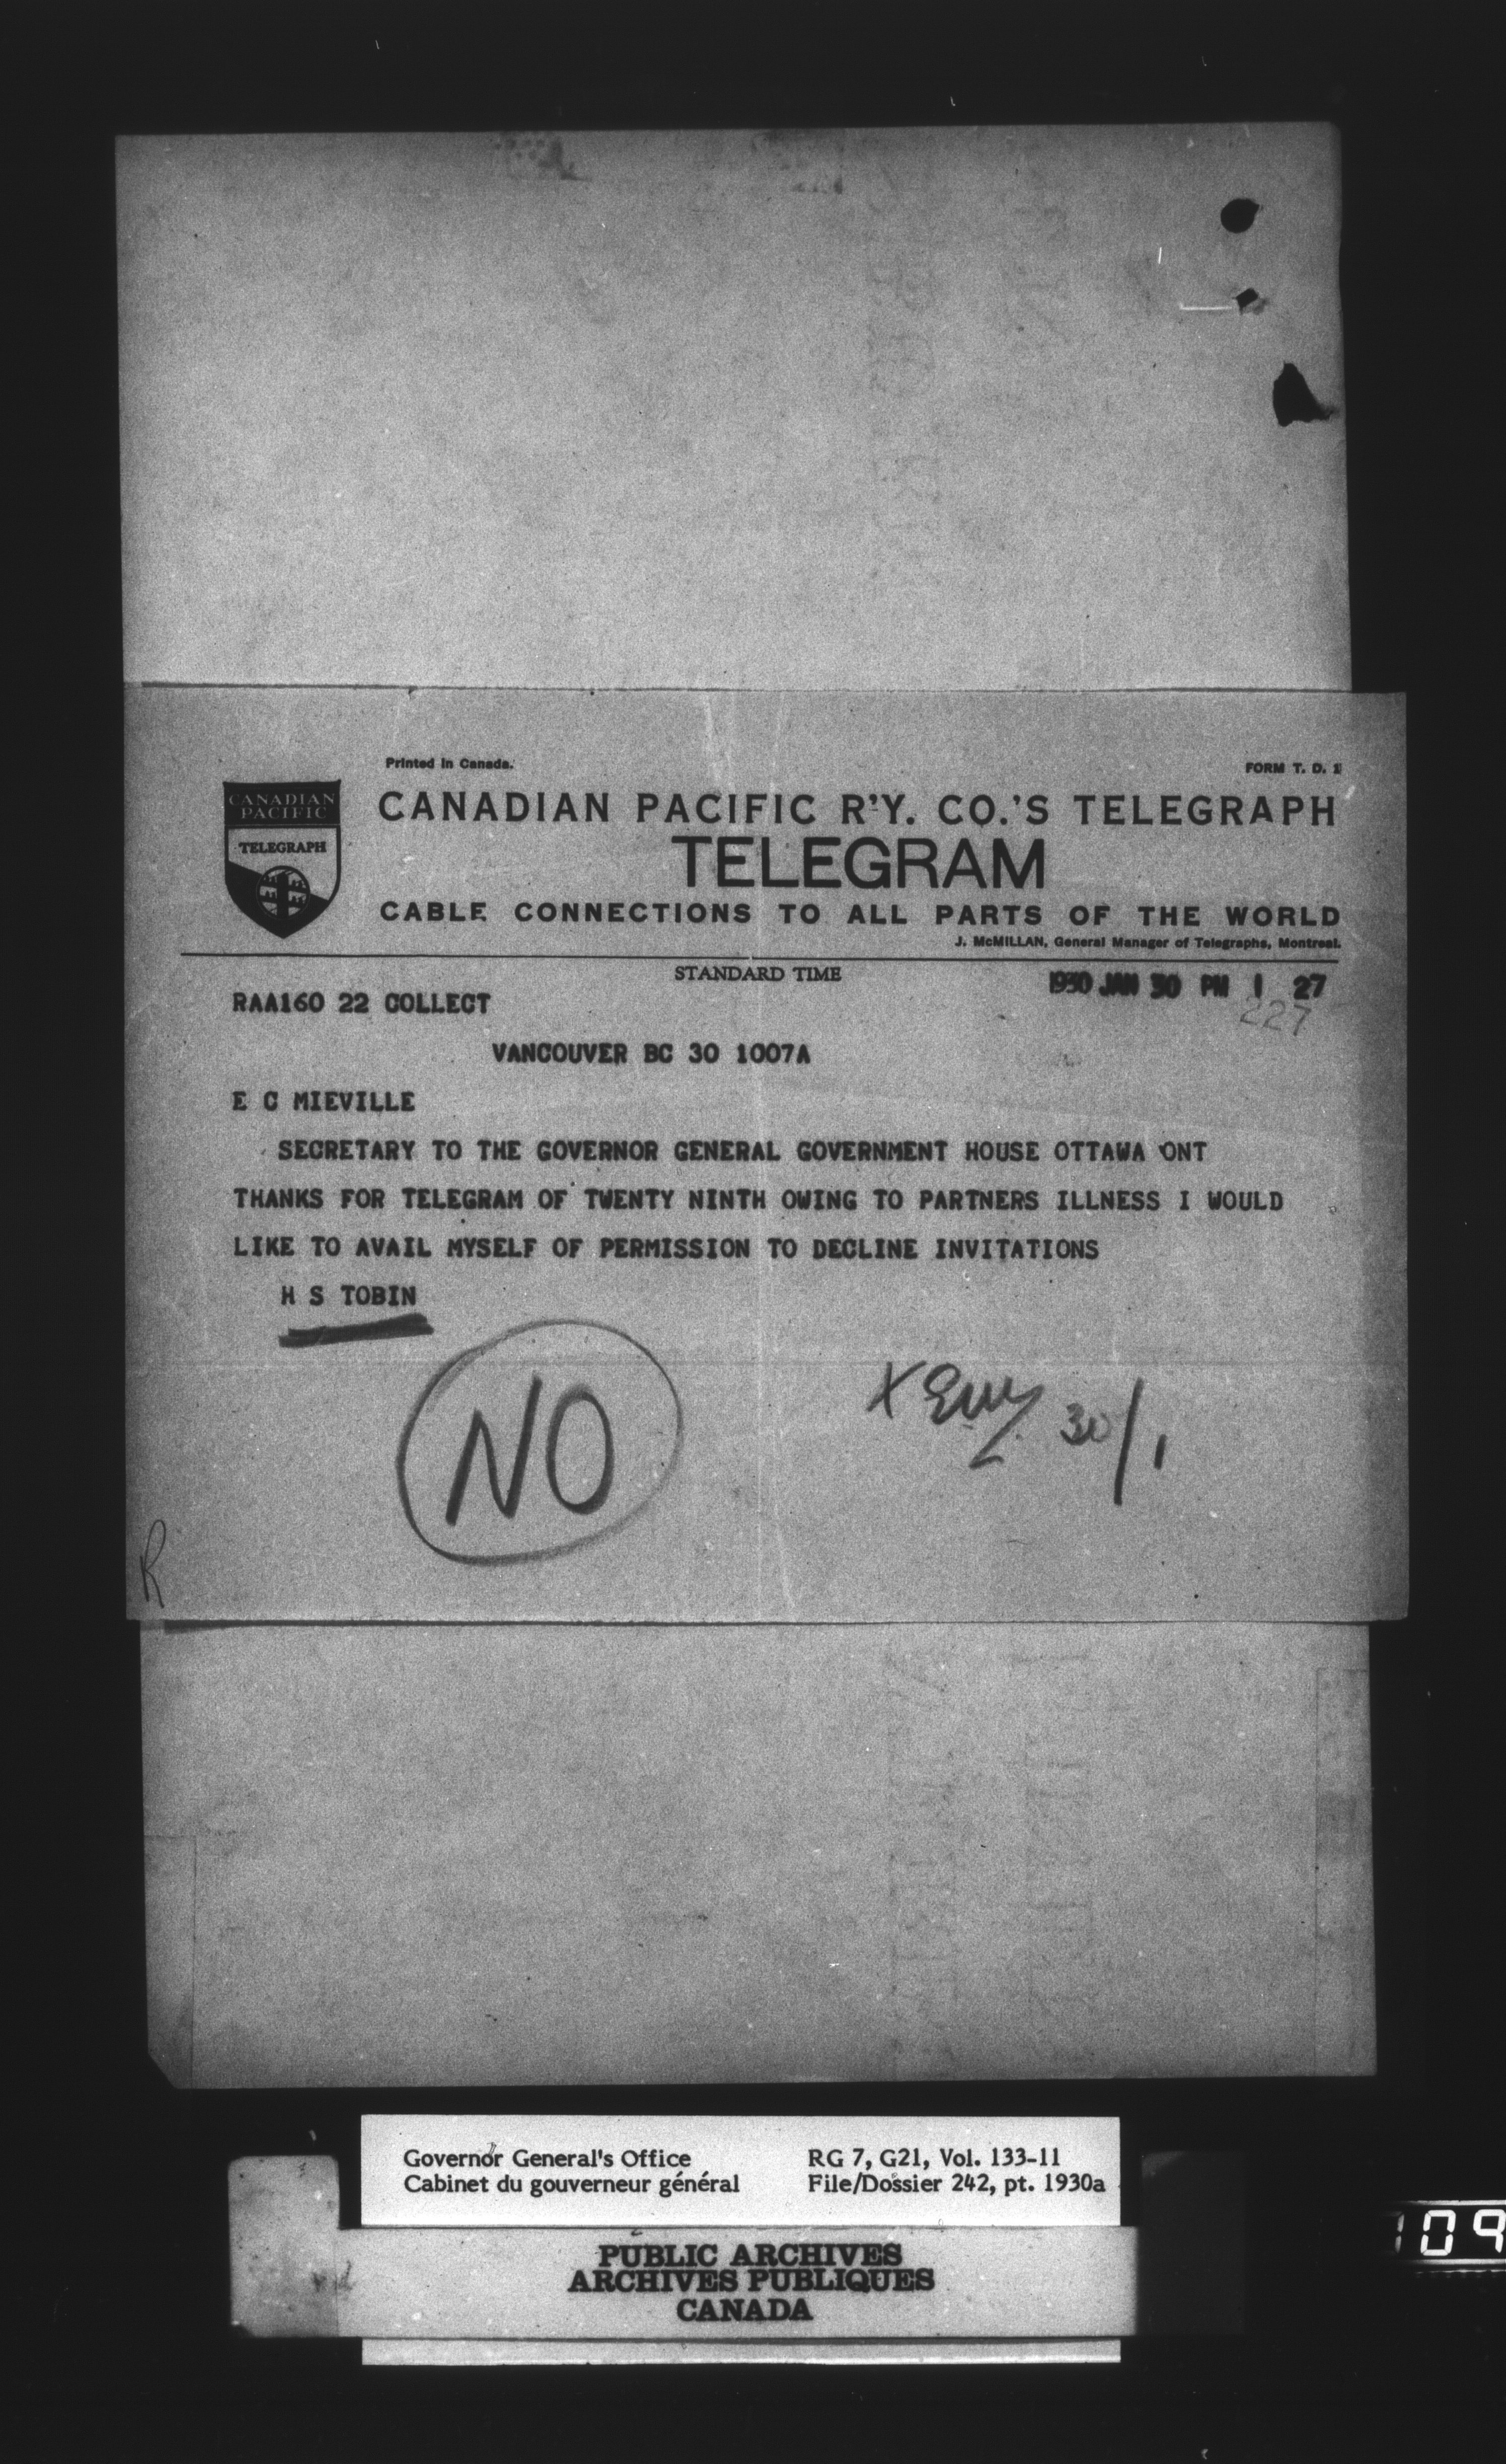 Printed in Canada.
FORM T. D. 1
CANADIAN
PACIFIC
TELEGRAPH
CANADIAN PACIFIC R'Y. CO.'S TELEGRAPH
TELEGRAM
CABLE CONNECTIONS TO ALL PARTS OF THE WORLD
J. McMILLAN, General Manager of Telegraphs, Montreal.
STANDARD TIME
1930 JAN 30 PM 1 27
227
RAA160 22 COLLECT
VANCOUVER BC 30 1007A
E C MIEVILLE
SECRETARY TO THE GOVERNOR GENERAL GOVERNMENT HOUSE OTTAWA ONT
THANKS FOR TELEGRAM OF TWENTY NINTH OWING TO PARTNERS ILLNESS I WOULD
LIKE TO AVAIL MYSELF OF PERMISSION TO DECLINE INVITATIONS
H S TOBIN
NO
X 30/1
R
Governor General's Office
Cabinet du gouverneur général
RG 7, G21, Vol. 133-11
File/Dossier 242, pt. 1930a
PUBLIC ARCHIVES
ARCHIVES PUBLIQUES
CANADA
109